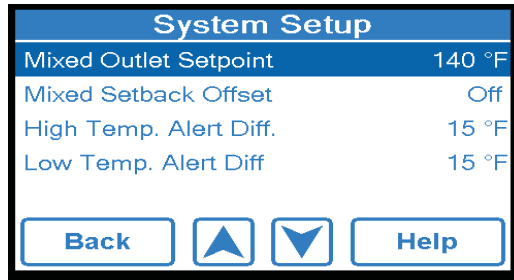 System Setup
Mixed Outlet Setpoint 140 °F
Mixed Setback Offset Off
High Temp. Alert Diff. 15 °F
Low Temp. Alert Diff 15 °F
Back Help